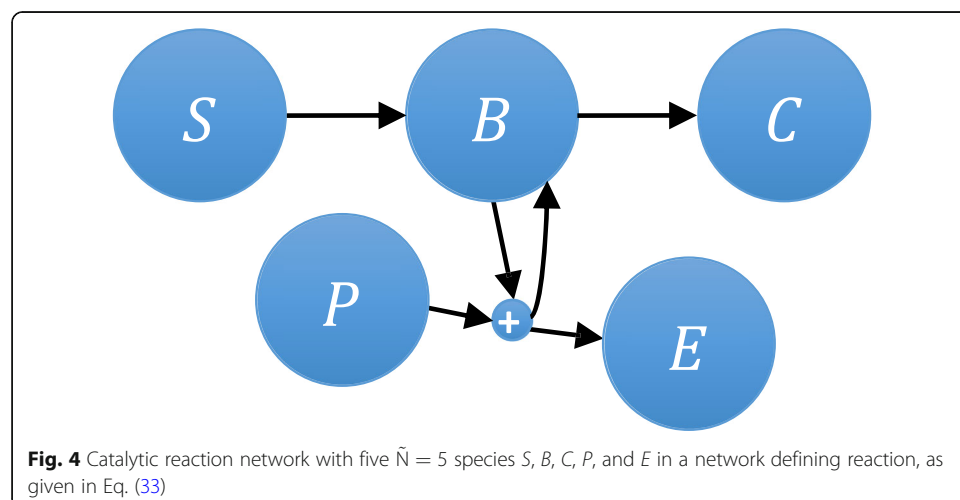 S
B
C
P
+
E
Fig. 4 Catalytic reaction network with five Ñ = 5 species S, B, C, P, and E in a network defining reaction, as
given in Eq. (33)